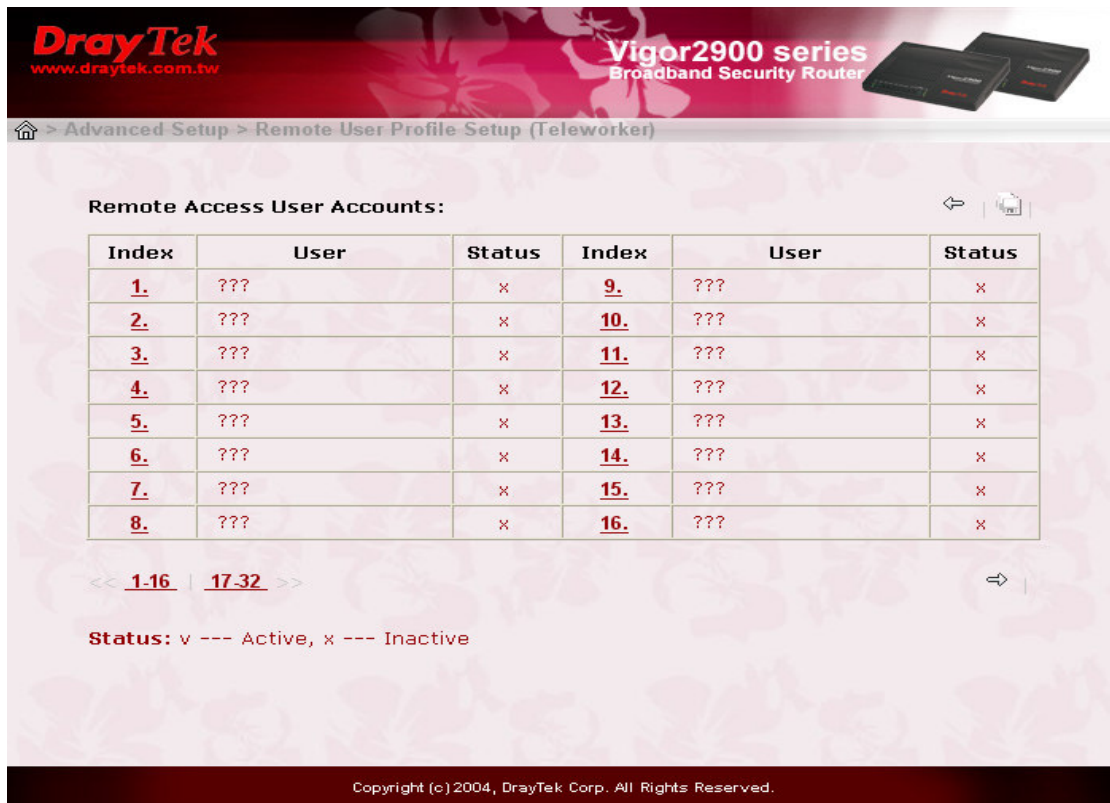 DrayTek
www.draytek.com.tw
Vigor2900 series
Broadband Security Router
> Advanced Setup > Remote User Profile Setup (Teleworker)
Remote Access User Accounts:
Index User Status Index User Status
1. ??? x 9. ??? x
2. ??? x 10. ??? x
3. ??? x 11. ??? x
4. ??? x 12. ??? x
5. ??? x 13. ??? x
6. ??? x 14. ??? x
7. ??? x 15. ??? x
8. ??? x 16. ??? x
<< 1-16 | 17-32 >>
Status: v --- Active, x --- Inactive
Copyright (c) 2004, DrayTek Corp. All Rights Reserved.